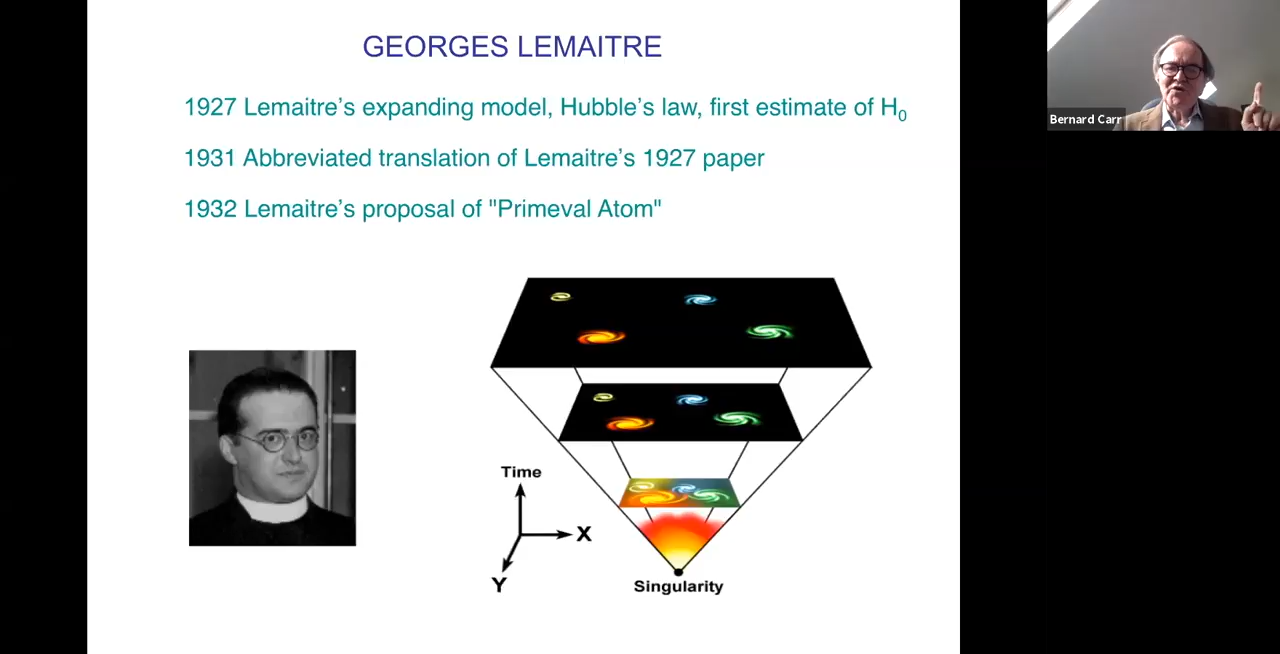 GEORGES LEMAITRE
1927 Lemaitre’s expanding model, Hubble’s law, first estimate of H₀
1931 Abbreviated translation of Lemaitre’s 1927 paper
1932 Lemaitre’s proposal of "Primeval Atom"
Bernard Carr
Time
X
Y
Singularity